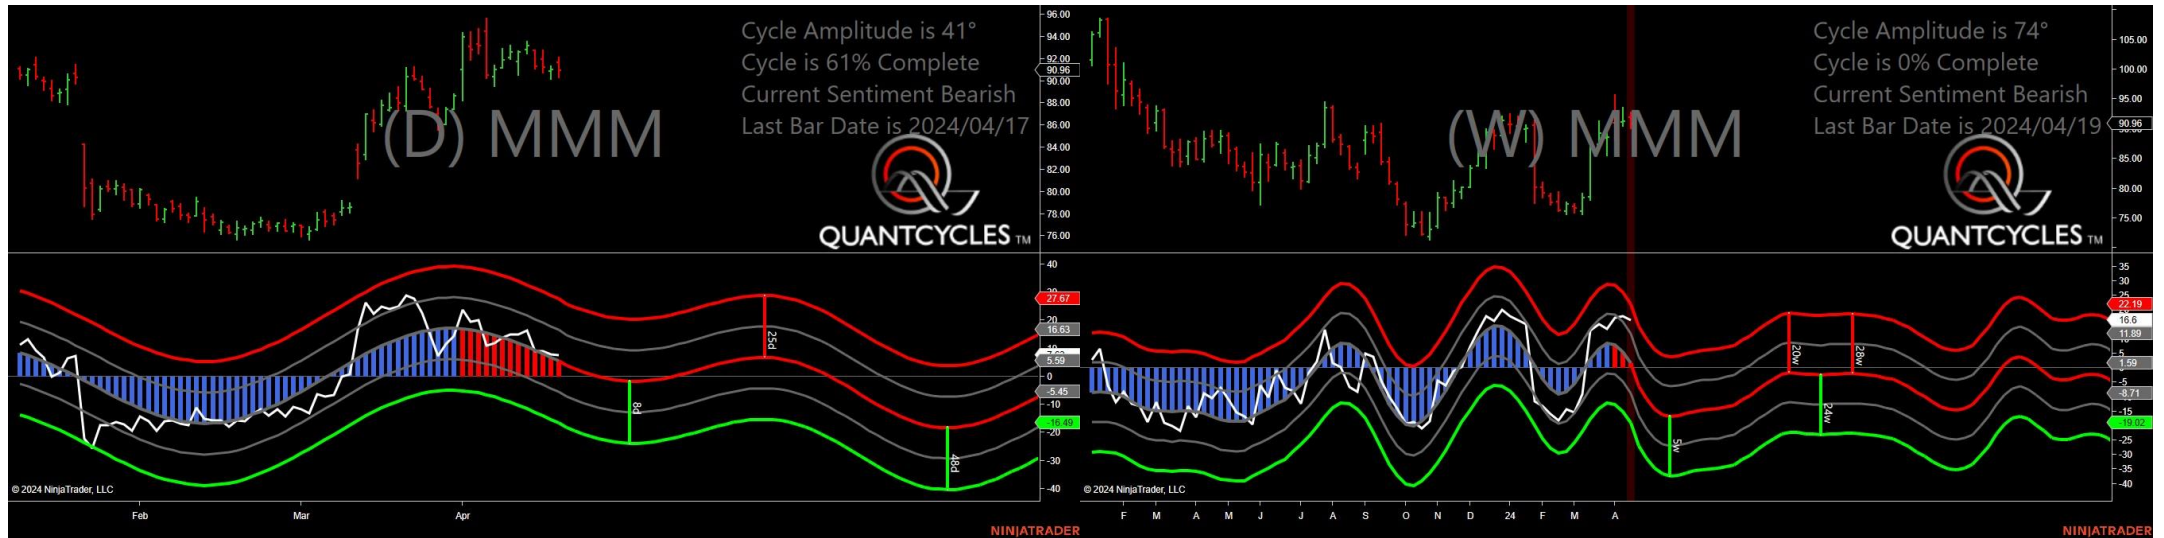 Cycle Amplitude is 41°
Cycle is 61% Complete
Current Sentiment Bearish
Last Bar Date is 2024/04/17
(D) MMM
QUANTCYCLES TM
96.00
94.00
92.00
90.96
90.00
88.00
86.00
84.00
82.00
80.00
78.00
76.00
40
27.67
20
16.63
5.59
0
-5.45
-10
-16.49
-20
-30
-40
25d
8d
48d
© 2024 NinjaTrader, LLC
Feb Mar Apr
NINJATRADER
Cycle Amplitude is 74°
Cycle is 0% Complete
Current Sentiment Bearish
Last Bar Date is 2024/04/19
(W) MMM
QUANTCYCLES TM
105.00
100.00
95.00
90.96
85.00
80.00
75.00
35
30
25
22.19
16.6
11.89
5
1.59
-5
-8.71
-15
-19.02
-25
-30
-35
-40
20w
28w
24w
5w
© 2024 NinjaTrader, LLC
F M A M J J A S O N D 24 F M A
NINJATRADER